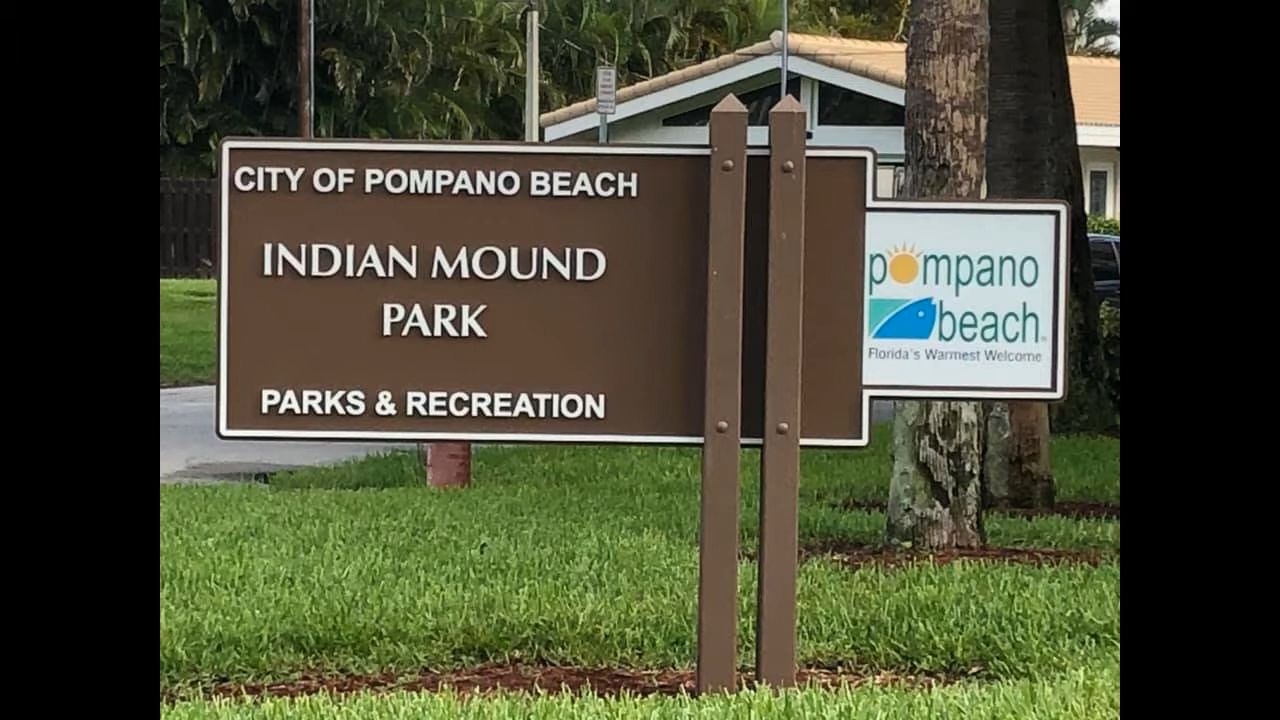 CITY OF POMPANO BEACH
INDIAN MOUND
PARK
PARKS & RECREATION
pompano
beach
Florida's Warmest Welcome